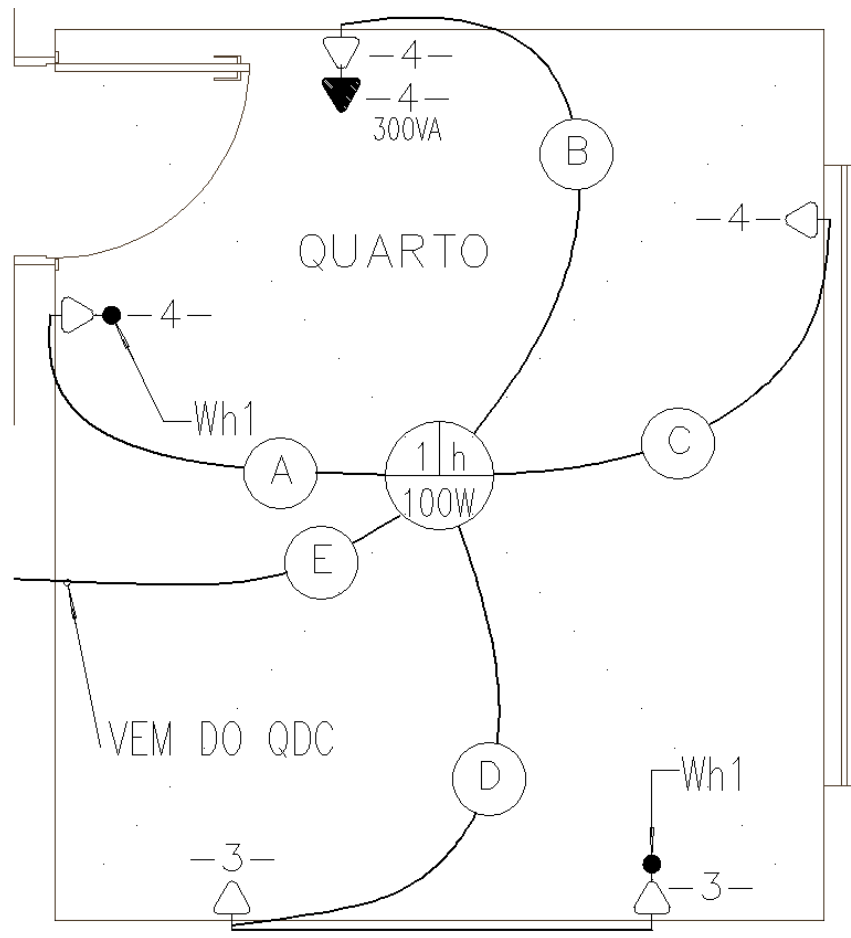 -4-
-4-
300VA
B
-4-
QUARTO
-4-
Wh1
C
A
1 h
100W
E
VEM DO QDC
D
Wh1
-3-
-3-